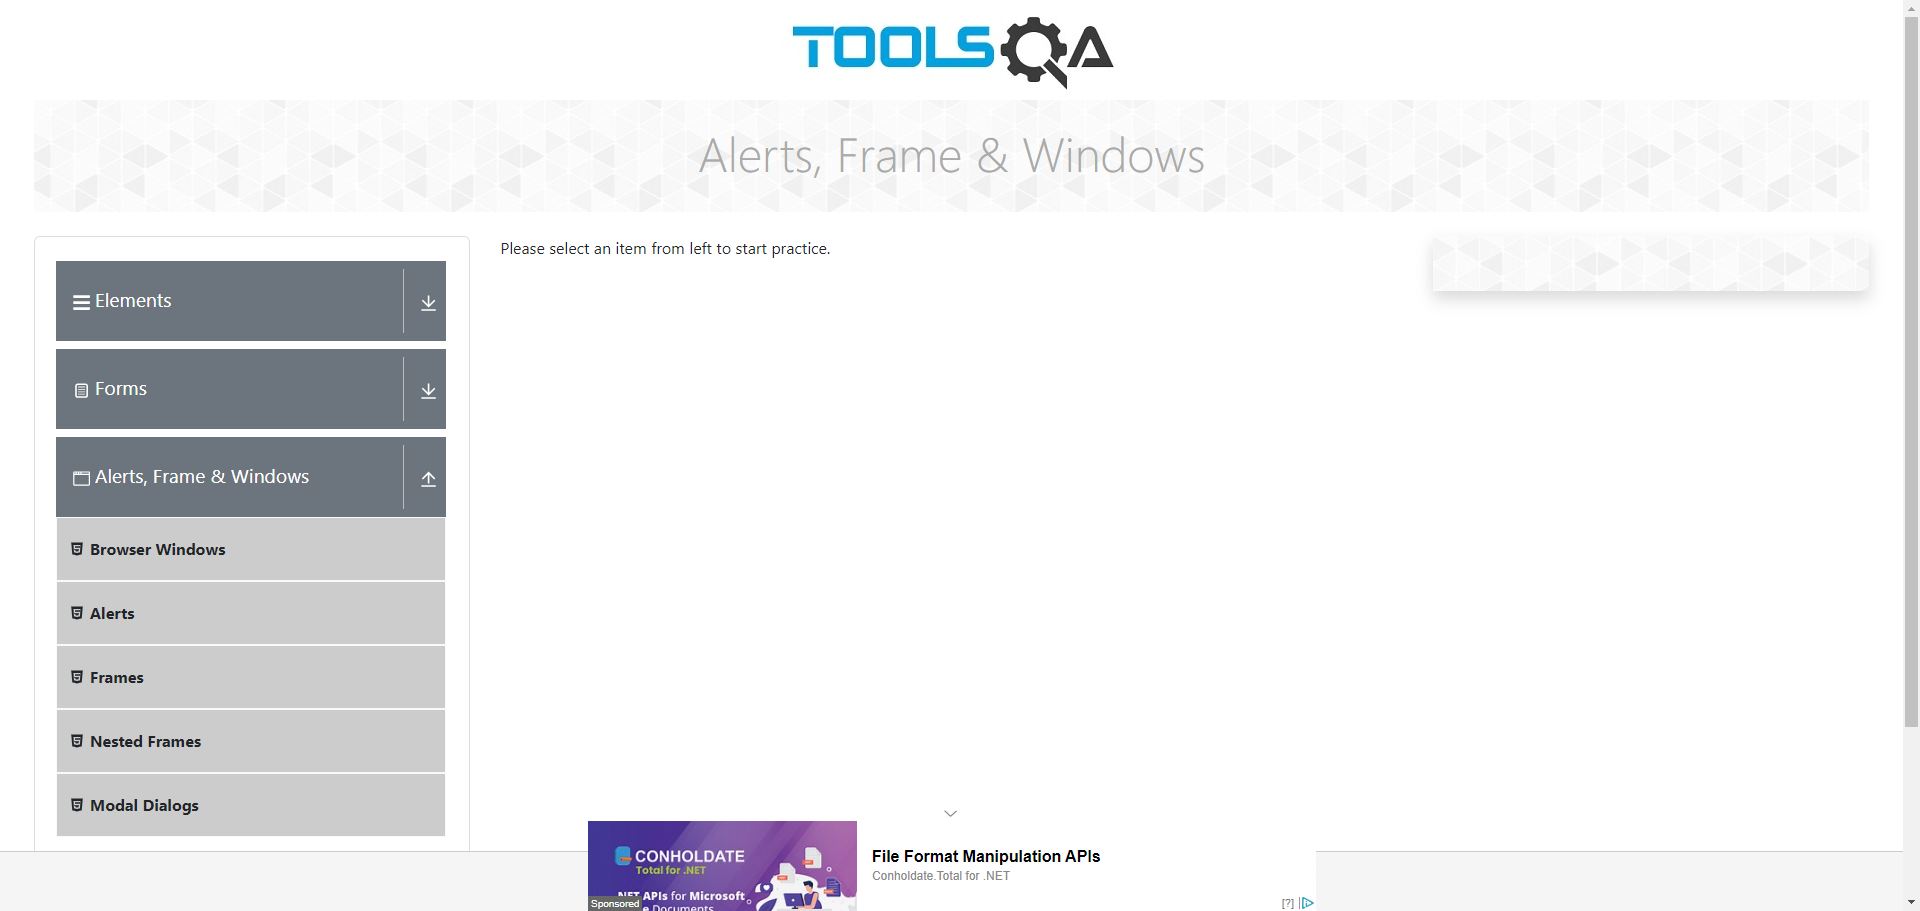 TOOLSQA
Alerts, Frame & Windows
Please select an item from left to start practice.
Elements
Forms
Alerts, Frame & Windows
Browser Windows
Alerts
Frames
Nested Frames
Modal Dialogs
CONHOLDATE
Total for .NET
.NET APIs for Microsoft
Documents
Sponsored
File Format Manipulation APIs
Conholdate.Total for .NET
[?]